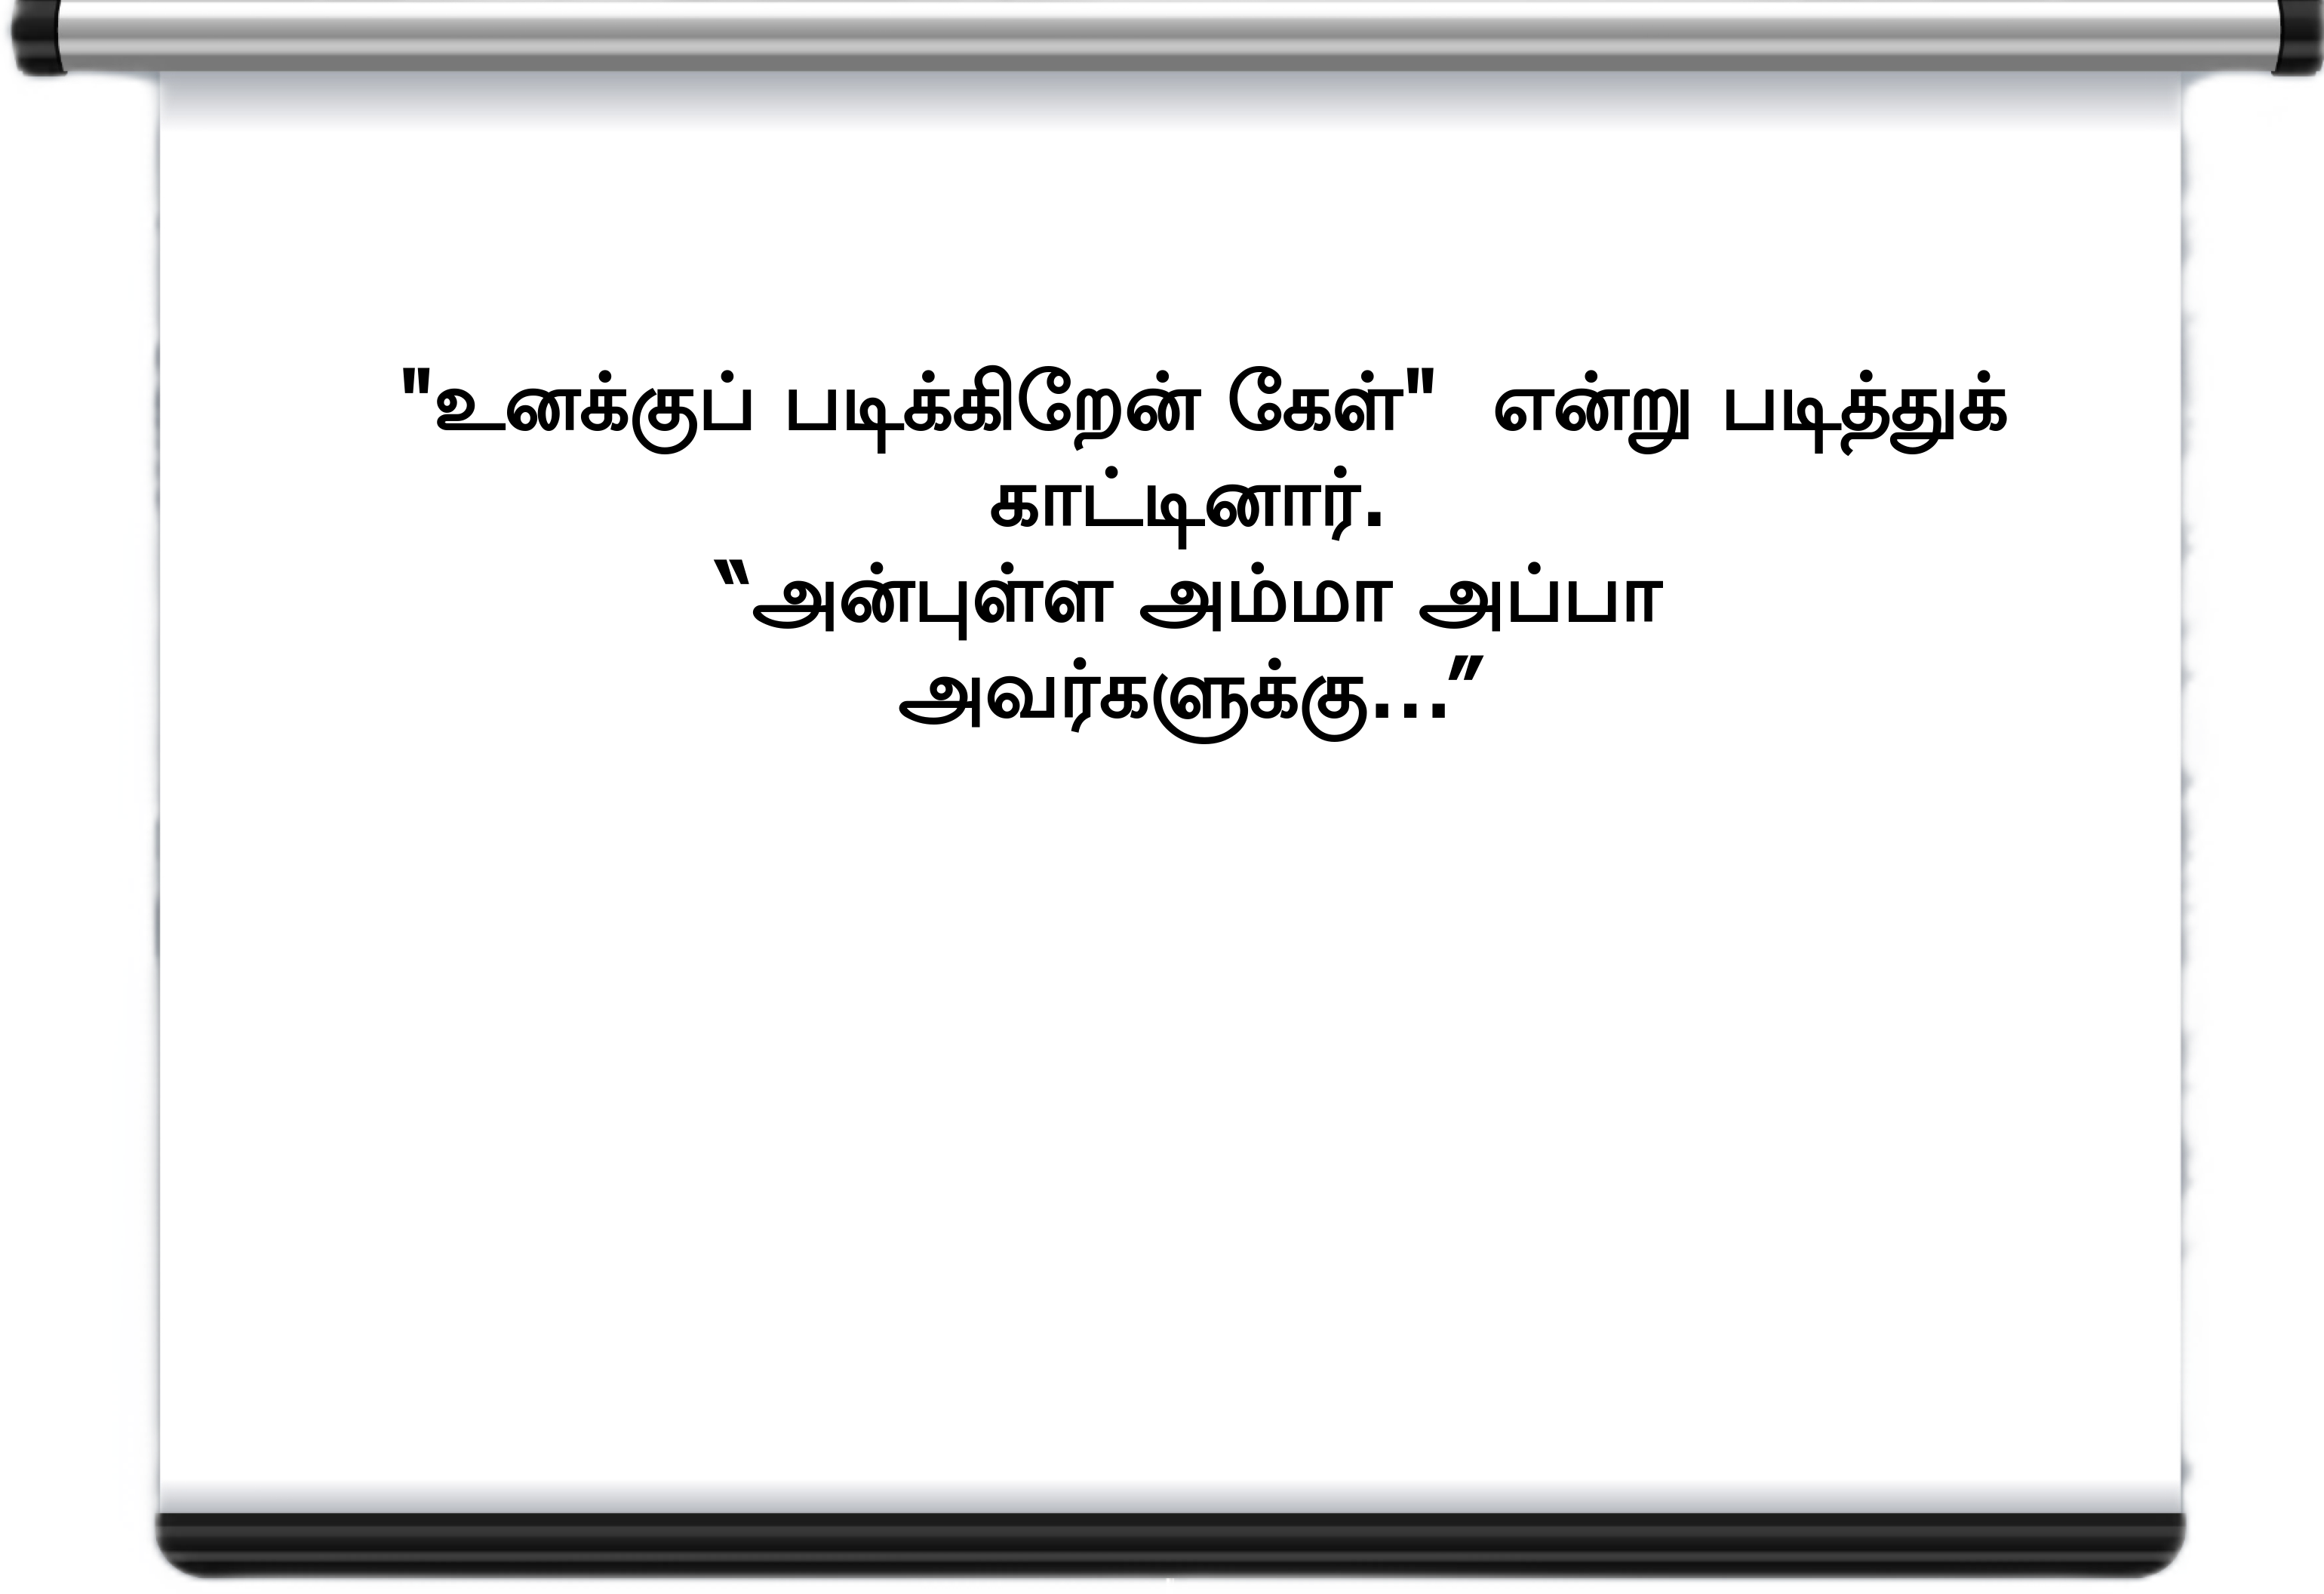 "உனக்குப் படிக்கிறேன் கேள்"  என்று படித்துக்
காட்டினார்.
“அன்புள்ள அம்மா அப்பா
அவர்களுக்கு...”